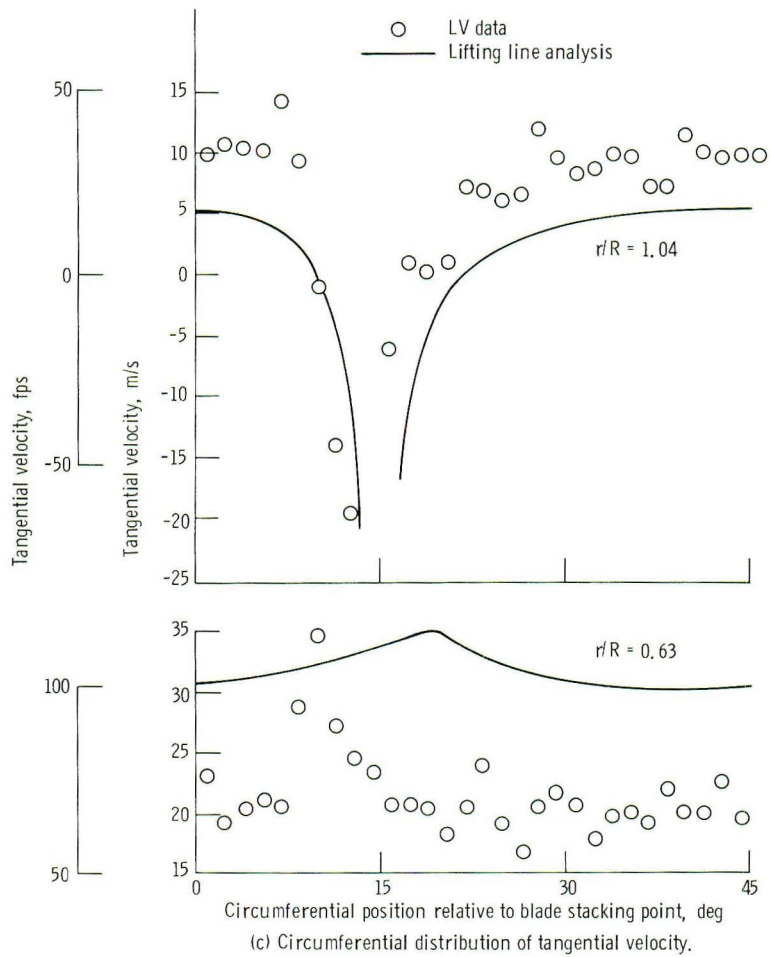 LV data
Lifting line analysis
50
0
-50
Tangential velocity, fps
15
10
5
0
-5
-10
-15
-20
-25
Tangential velocity, m/s
r/R = 1.04
100
50
35
30
25
20
15
r/R = 0.63
0 15 30 45
Circumferential position relative to blade stacking point, deg
(c) Circumferential distribution of tangential velocity.